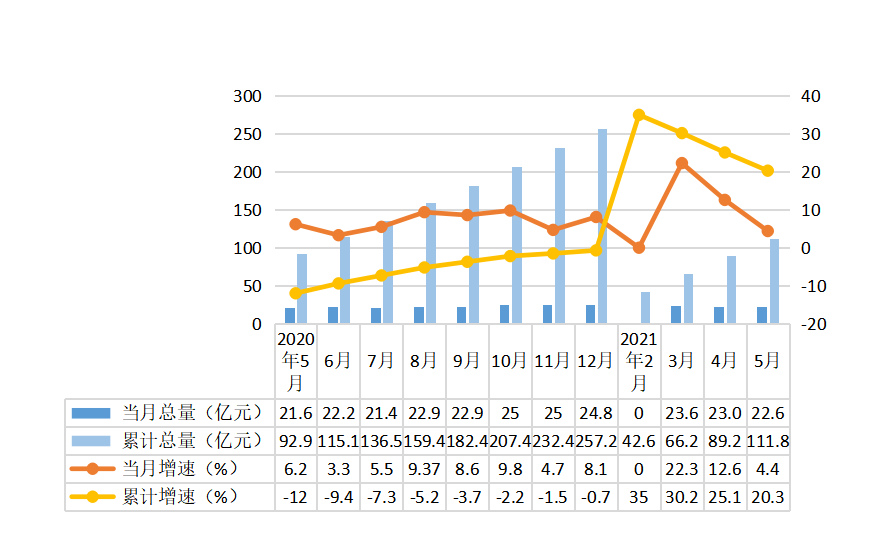 300 40
250 30
200 20
150 10
100 0
50 -10
0 -20
2020
年5
月 6月 7月 8月 9月 10月 11月 12月 2021
年2
月 3月 4月 5月
当月总量（亿元） 21.6 22.2 21.4 22.9 22.9 25 25 24.8 0 23.6 23.0 22.6
累计总量（亿元） 92.9 115.1 136.5 159.4 182.4 207.4 232.4 257.2 42.6 66.2 89.2 111.8
当月增速（%） 6.2 3.3 5.5 9.37 8.6 9.8 4.7 8.1 0 22.3 12.6 4.4
累计增速（%） -12 -9.4 -7.3 -5.2 -3.7 -2.2 -1.5 -0.7 35 30.2 25.1 20.3